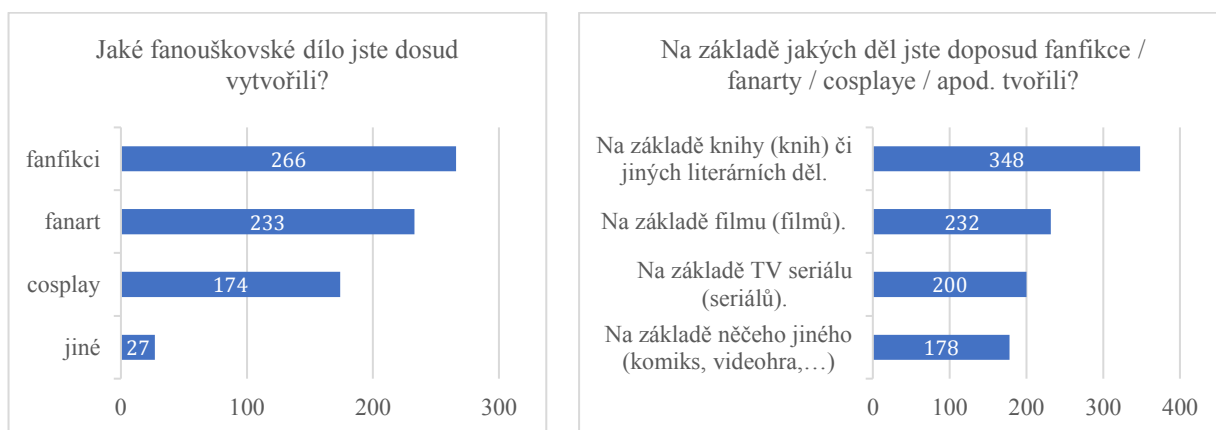 Jaké fanouškovské dílo jste dosud
vytvořili?
fanfikci
266
fanart
233
cosplay
174
jiné
27
0
100
200
300
Na základě jakých děl jste doposud fanfikce /
fanarty / cosplaye / apod. tvořili?
Na základě knihy (knih) či
jiných literárních děl.
348
Na základě filmu (filmů).
232
Na základě TV seriálu
(seriálů).
200
Na základě něčeho jiného
(komiks, videohra,…)
178
0
100
200
300
400